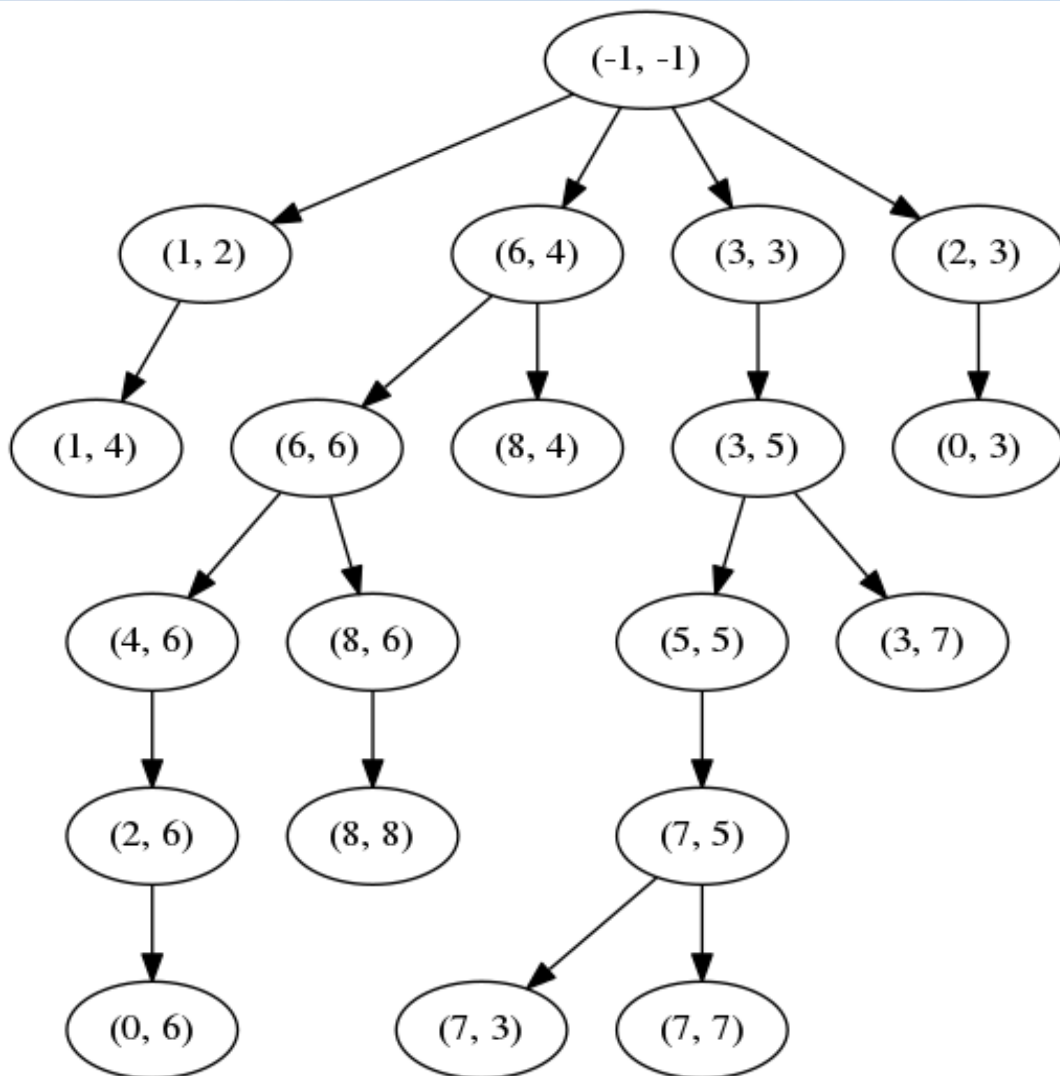 (-1, -1)
(1, 2) (6, 4) (3, 3) (2, 3)
(1, 4) (6, 6) (8, 4) (3, 5) (0, 3)
(4, 6) (8, 6) (5, 5) (3, 7)
(2, 6) (8, 8) (7, 5)
(0, 6) (7, 3) (7, 7)